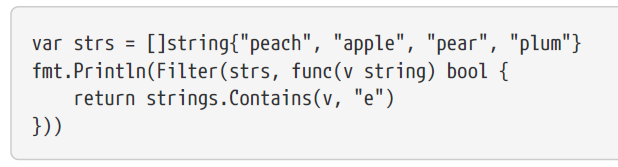 var strs = []string{"peach", "apple", "pear", "plum"}
fmt.Println(Filter(strs, func(v string) bool {
    return strings.Contains(v, "e")
}))